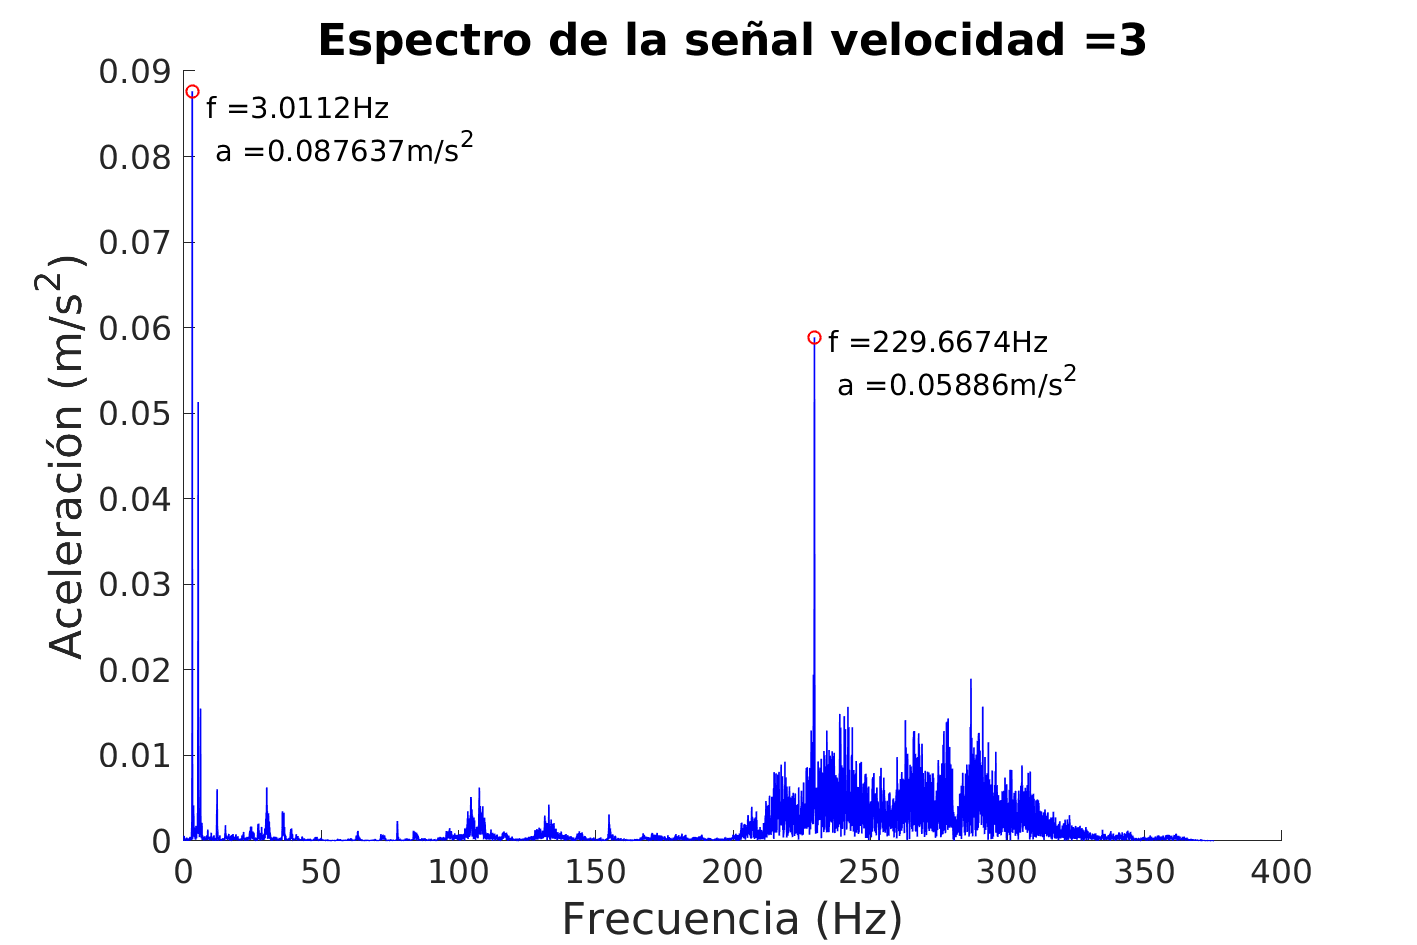 Espectro de la señal velocidad =3
0.09
0.08
0.07
0.06
0.05
0.04
0.03
0.02
0.01
0
Aceleración (m/s²)
f =3.0112Hz
a =0.087637m/s²
f =229.6674Hz
a =0.05886m/s²
0 50 100 150 200 250 300 350 400
Frecuencia (Hz)